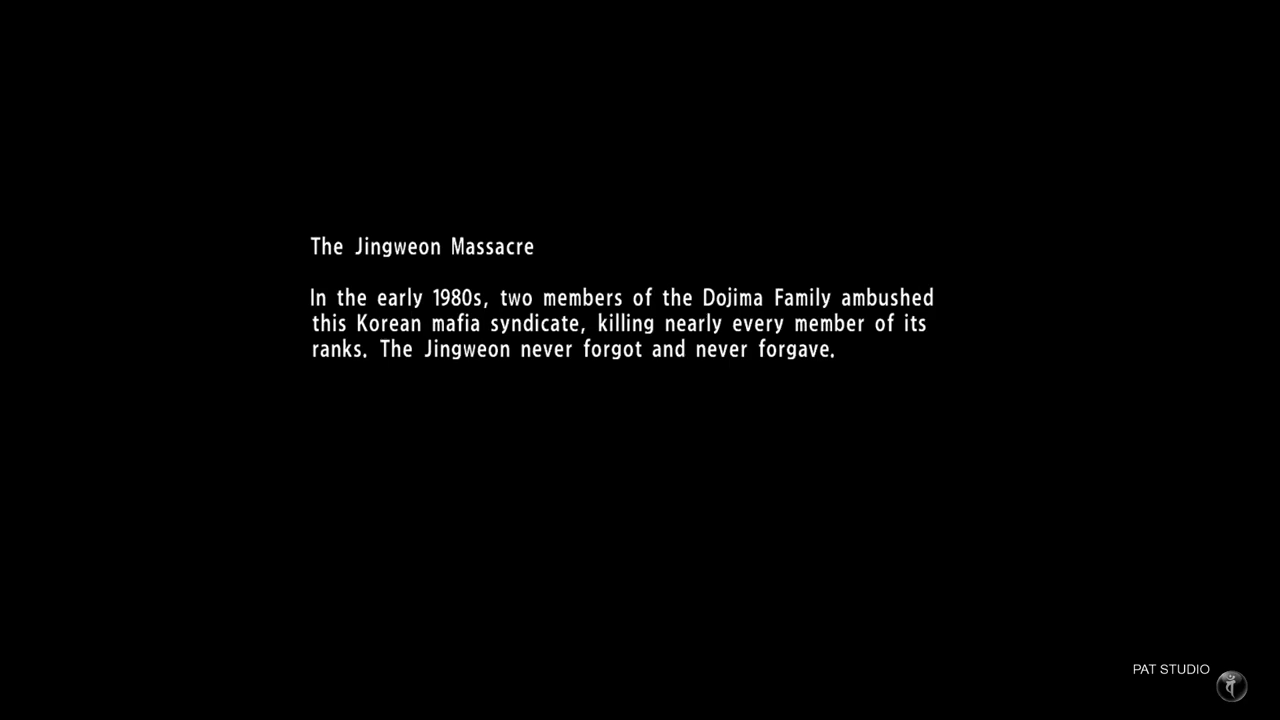 The Jingweon Massacre
In the early 1980s, two members of the Dojima Family ambushed
this Korean mafia syndicate, killing nearly every member of its
ranks. The Jingweon never forgot and never forgave.
PAT STUDIO